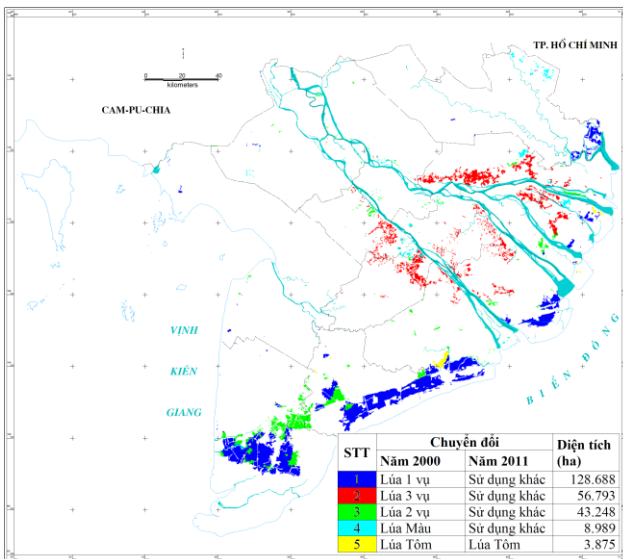 TP. HỒ CHÍ MINH
0 20 40
kilometers
CAM-PU-CHIA
VỊNH
KIÊN
GIANG
BIỂN ĐÔNG
STT Chuyển đổi Diện tích (ha)
Năm 2000 Năm 2011
1 Lúa 1 vụ Sử dụng khác 128.688
2 Lúa 3 vụ Sử dụng khác 56.793
3 Lúa 2 vụ Sử dụng khác 43.248
4 Lúa Màu Sử dụng khác 8.989
5 Lúa Tôm Lúa Tôm 3.875